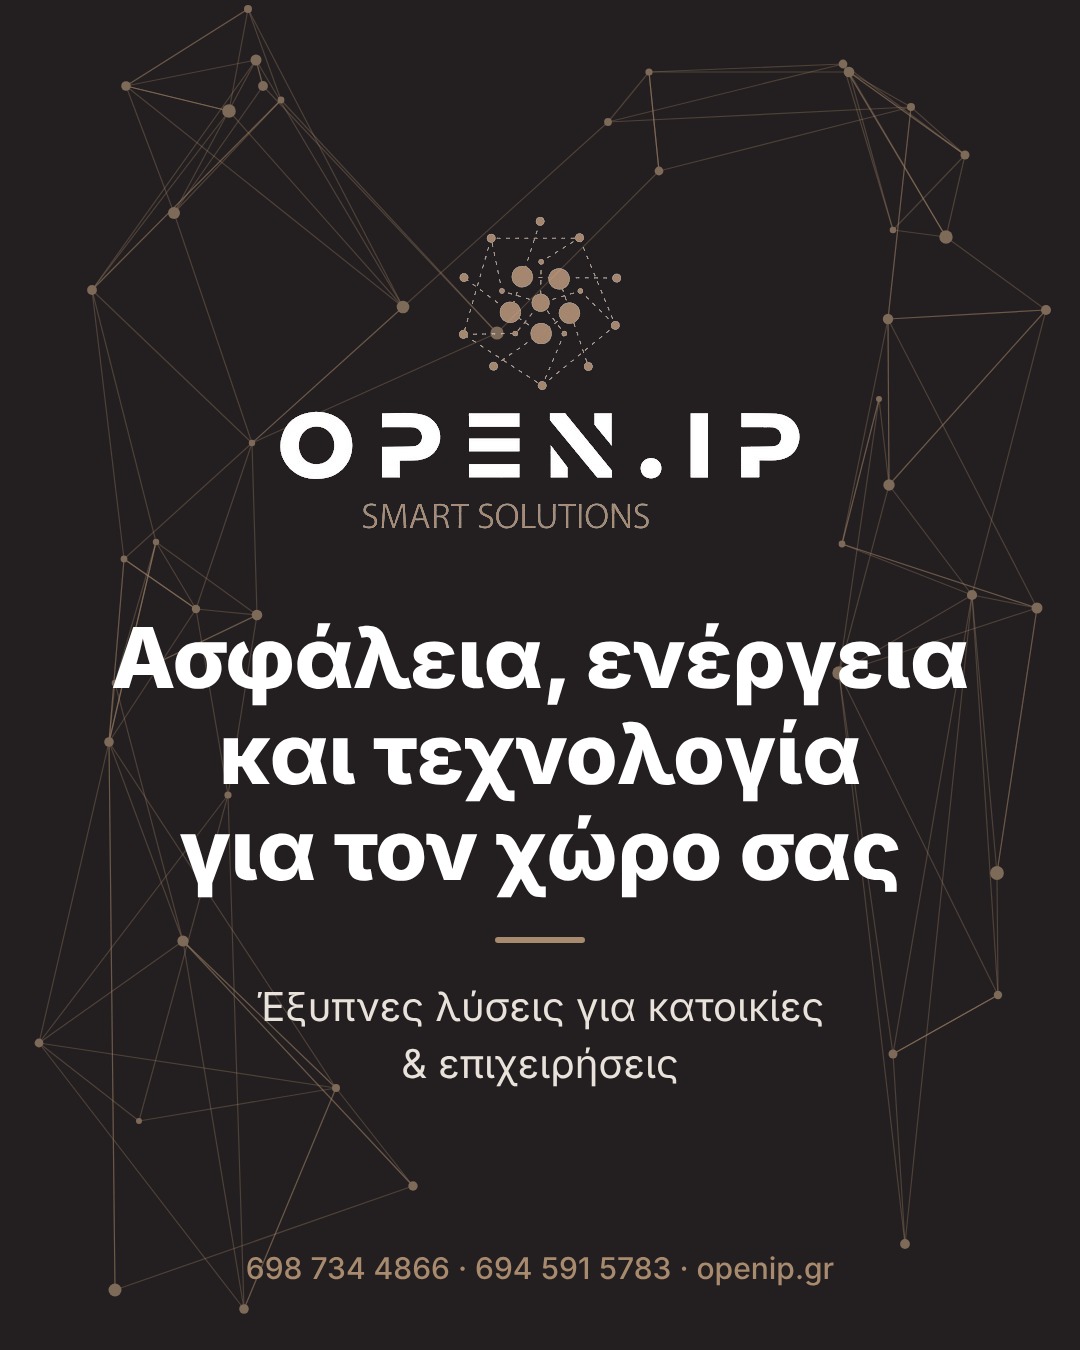 OPEN.IP
SMART SOLUTIONS
Ασφάλεια, ενέργεια
και τεχνολογία
για τον χώρο σας
Έξυπνες λύσεις για κατοικίες
& επιχειρήσεις
698 734 4866 · 694 591 5783 · openip.gr